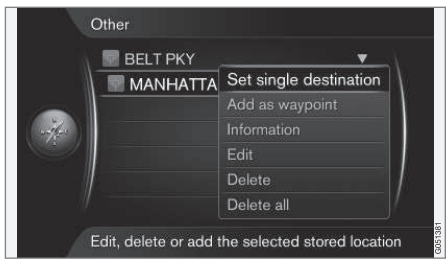 Other
BELT PKY
MANHATTA
Set single destination
Add as waypoint
Information
Edit
Delete
Delete all
Edit, delete or add the selected stored location
G051381